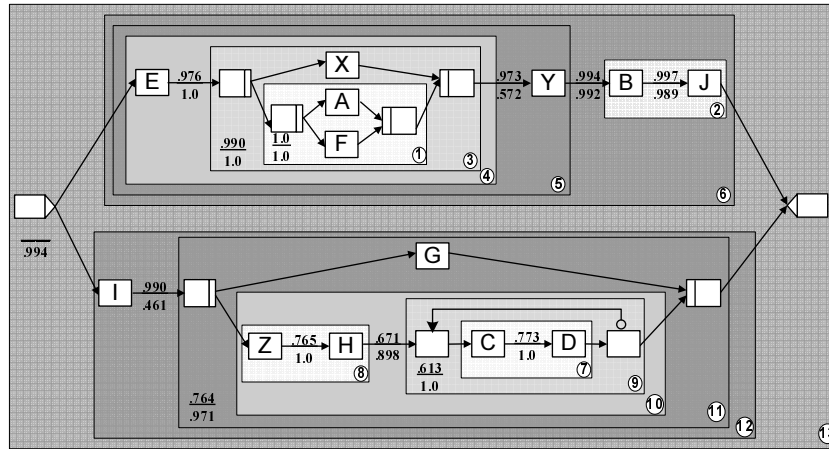 X
E .976 1.0
.973 .572 Y .994 .992 B .997 .989 J
A
F
.990 1.0
1.0 1.0
1
2
3
4
5
6
.994
G
I .990 .461
Z .765 1.0 H .671 .898 C .773 1.0 D
.613 1.0
7
8
9
.764 .971
10
11
12